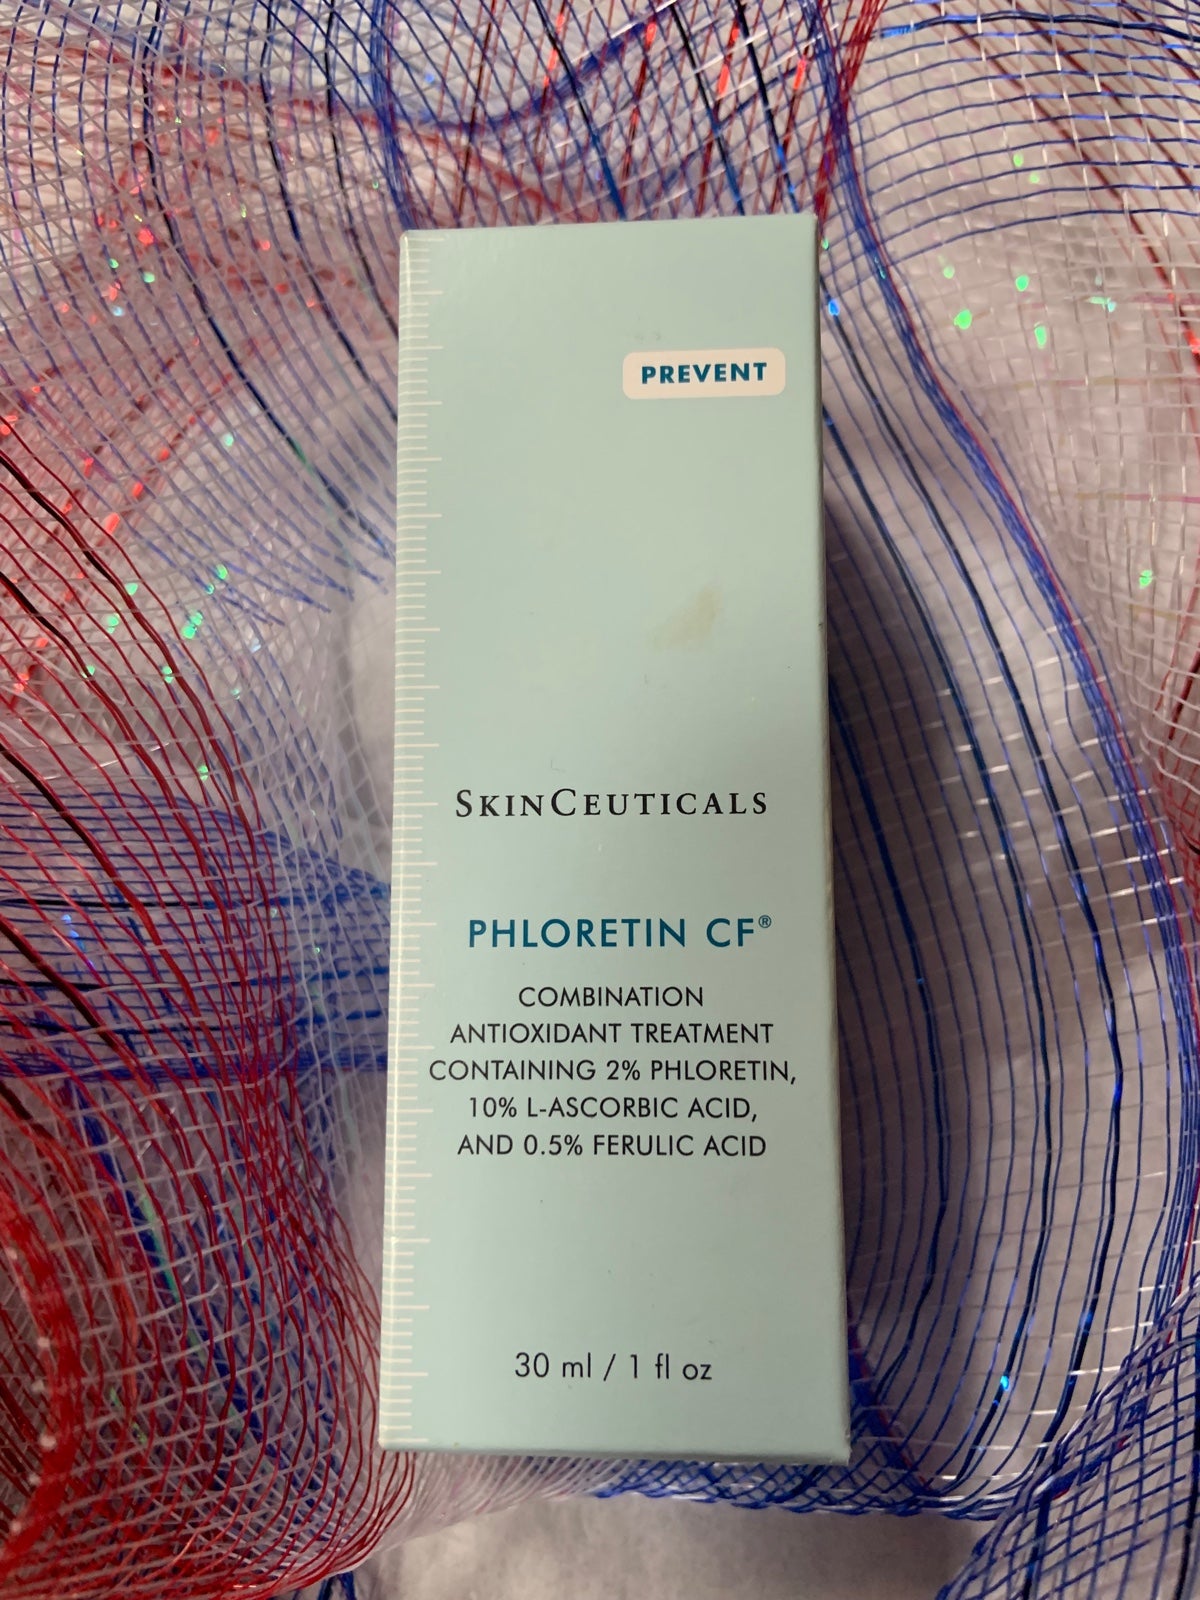 PREVENT
SKINCEUTICALS
PHLORETIN CF®
COMBINATION
ANTIOXIDANT TREATMENT
CONTAINING 2% PHLORETIN,
10% L-ASCORBIC ACID,
AND 0.5% FERULIC ACID
30 ml / 1 fl oz